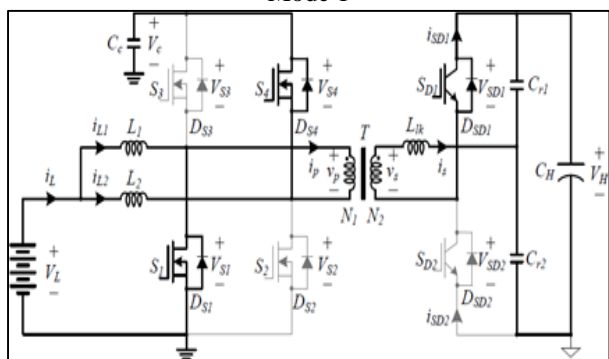 Mode 1
C_c + V_c −
S_3 + V_S3 −
S_4 + V_S4 −
i_SD1
S_D1 + V_SD1 −
C_r1
D_S3 D_S4 T L_lk D_SD1
i_L1 L_1
i_p + v_p − + v_s − i_s
C_H + V_H −
i_L i_L2 L_2
N_1 N_2
+ V_L −
S_1 + V_S1 −
S_2 + V_S2 −
S_D2 + V_SD2 −
C_r2
D_S1 D_S2 D_SD2
i_SD2